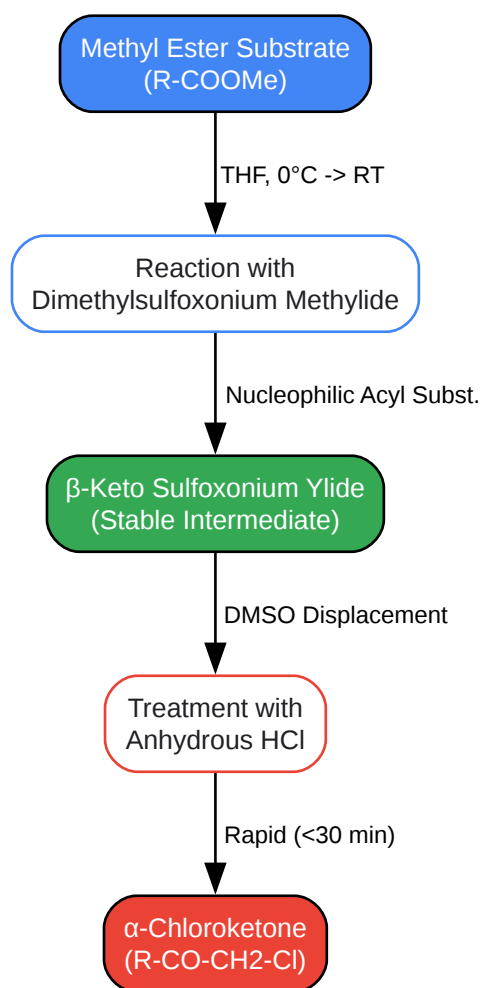 Methyl Ester Substrate
(R-COOMe)
THF, 0°C -> RT
Reaction with
Dimethylsulfoxonium Methylide
Nucleophilic Acyl Subst.
β-Keto Sulfoxonium Ylide
(Stable Intermediate)
DMSO Displacement
Treatment with
Anhydrous HCl
Rapid (<30 min)
α-Chloroketone
(R-CO-CH2-Cl)